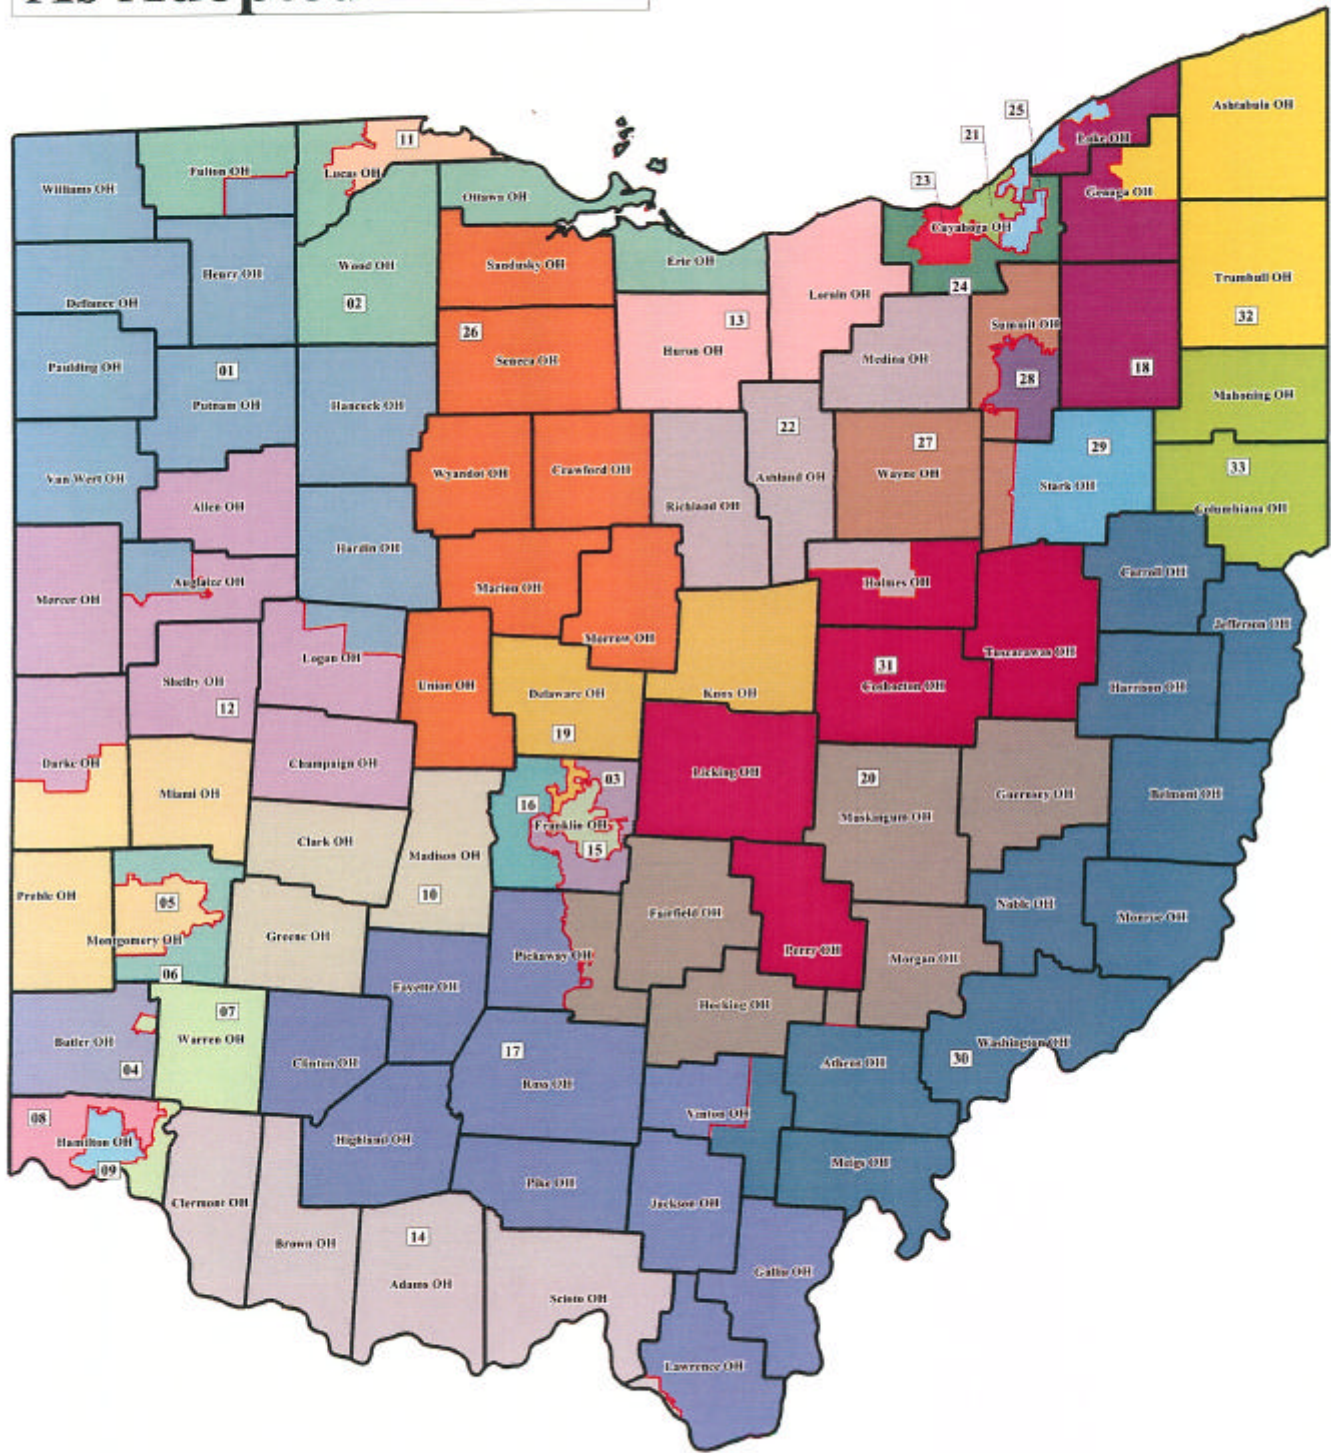 As Adopted
Ashtabula OH
25
21
11
Lake OH
Fulton OH
Lucas OH
Williams OH
23
Geauga OH
Ottawa OH
Cuyahoga OH
Wood OH
Erie OH
Sandusky OH
Henry OH
Trumbull OH
24
Lorain OH
Defiance OH
02
32
13
Summit OH
26
Huron OH
Medina OH
Seneca OH
Paulding OH
01
18
28
Mahoning OH
Putnam OH
Hancock OH
22
27
29
33
Wyandot OH
Crawford OH
Wayne OH
Ashland OH
Van Wert OH
Stark OH
Allen OH
Richland OH
Columbiana OH
Hardin OH
Carroll OH
Auglaize OH
Holmes OH
Marion OH
Mercer OH
Jefferson OH
Morrow OH
Tuscarawas OH
Logan OH
31
Shelby OH
Union OH
Coshocton OH
Harrison OH
Delaware OH
Knox OH
12
19
Darke OH
Champaign OH
Licking OH
03
20
Miami OH
Guernsey OH
Belmont OH
16
Muskingum OH
Franklin OH
Clark OH
15
Madison OH
10
Preble OH
05
Noble OH
Fairfield OH
Monroe OH
Greene OH
Montgomery OH
Perry OH
Pickaway OH
Morgan OH
06
Fayette OH
Hocking OH
07
Warren OH
Butler OH
Washington OH
17
30
Clinton OH
Athens OH
04
Ross OH
08
Vinton OH
Hamilton OH
Highland OH
09
Meigs OH
Pike OH
Clermont OH
Jackson OH
14
Brown OH
Gallia OH
Adams OH
Scioto OH
Lawrence OH